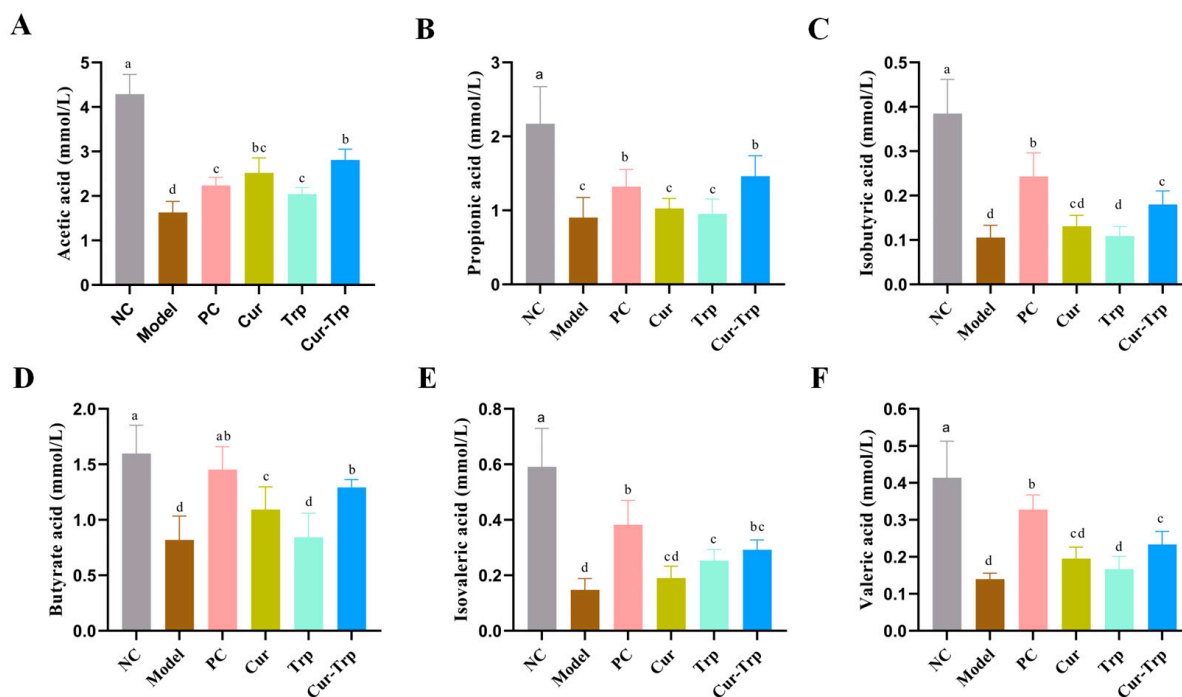 A
Acetic acid (mmol/L)
5
4
3
2
1
0
a
d
c
bc
c
b
NC
Model
PC
Cur
Trp
Cur-Trp
B
Propionic acid (mmol/L)
3
2
1
0
a
c
b
c
c
b
NC
Model
PC
Cur
Trp
Cur-Trp
C
Isobutyric acid (mmol/L)
0.5
0.4
0.3
0.2
0.1
0.0
a
d
b
cd
d
c
NC
Model
PC
Cur
Trp
Cur-Trp
D
Butyrate acid (mmol/L)
2.0
1.5
1.0
0.5
0.0
a
d
ab
c
d
b
NC
Model
PC
Cur
Trp
Cur-Trp
E
Isovaleric acid (mmol/L)
0.8
0.6
0.4
0.2
0.0
a
d
b
cd
c
bc
NC
Model
PC
Cur
Trp
Cur-Trp
F
Valeric acid (mmol/L)
0.6
0.5
0.4
0.3
0.2
0.1
0.0
a
d
b
cd
d
c
NC
Model
PC
Cur
Trp
Cur-Trp